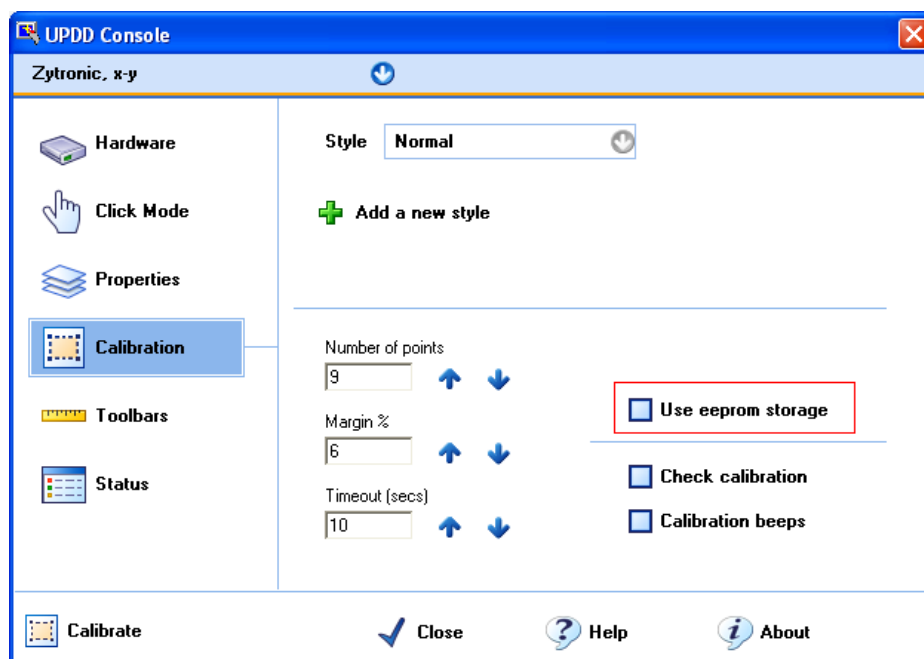 UPDD Console
Zytronic, x-y
Hardware
Click Mode
Properties
Calibration
Toolbars
Status
Style Normal
Add a new style
Number of points
9
Margin %
6
Timeout (secs)
10
Use eeprom storage
Check calibration
Calibration beeps
Calibrate Close Help About